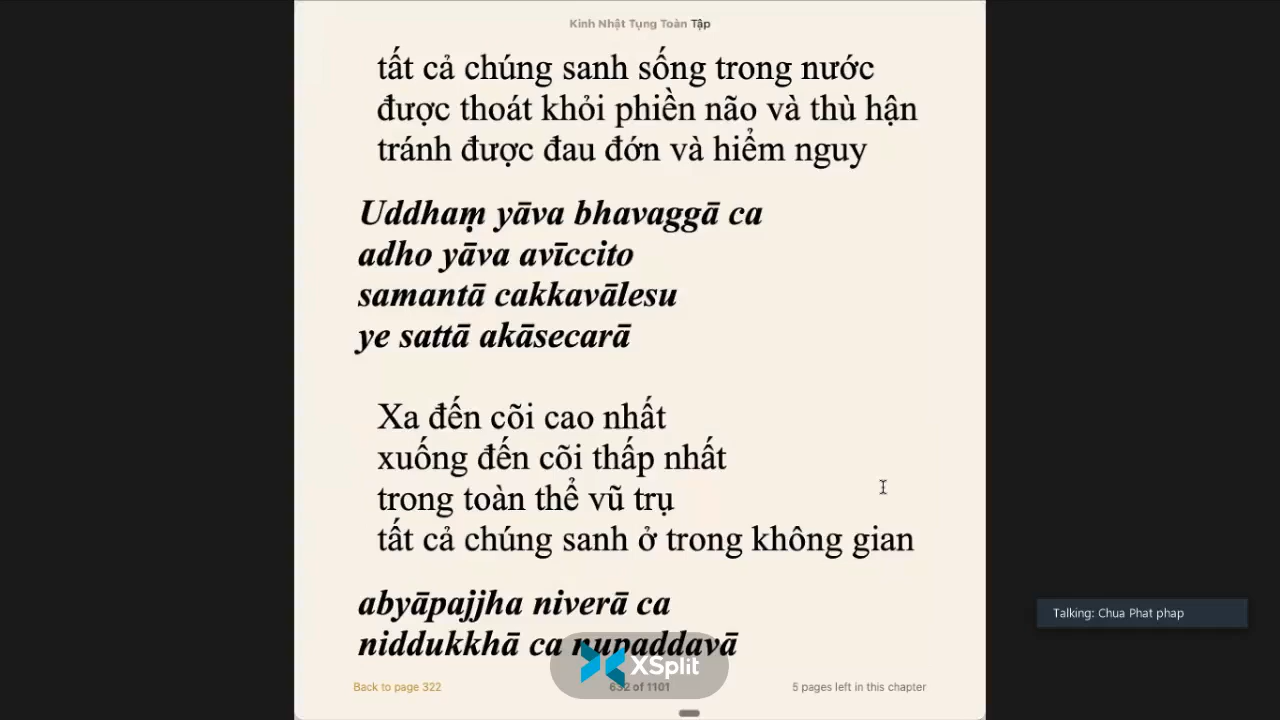 Kinh Nhật Tụng Toàn Tập
tất cả chúng sanh sống trong nước
được thoát khỏi phiền não và thù hận
tránh được đau đớn và hiểm nguy
Uddhaṃ yāva bhavaggā ca
adho yāva avīccito
samantā cakkavālesu
ye sattā akāsecarā
Xa đến cõi cao nhất
xuống đến cõi thấp nhất
trong toàn thể vũ trụ
tất cả chúng sanh ở trong không gian
Talking: Chua Phat phap
abyāpajjha niverā ca
niddukkhā ca nupaddavā
XSplit
Back to page 322
632 of 1101
5 pages left in this chapter